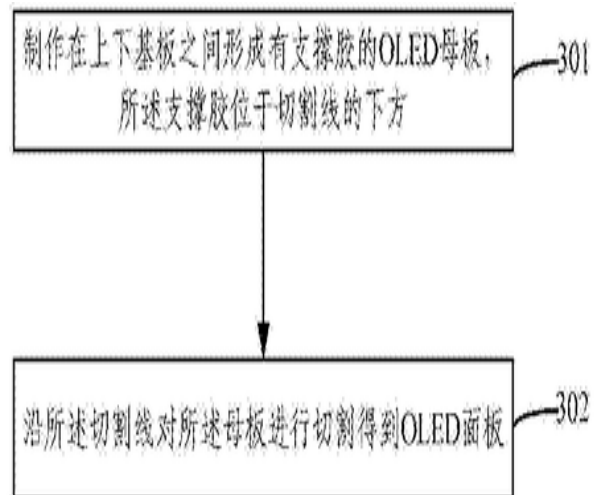 制作在上下基板之间形成有支撑胶的OLED母板，
所述支撑胶位于切割线的下方
301
沿所述切割线对所述母板进行切割得到OLED面板
302